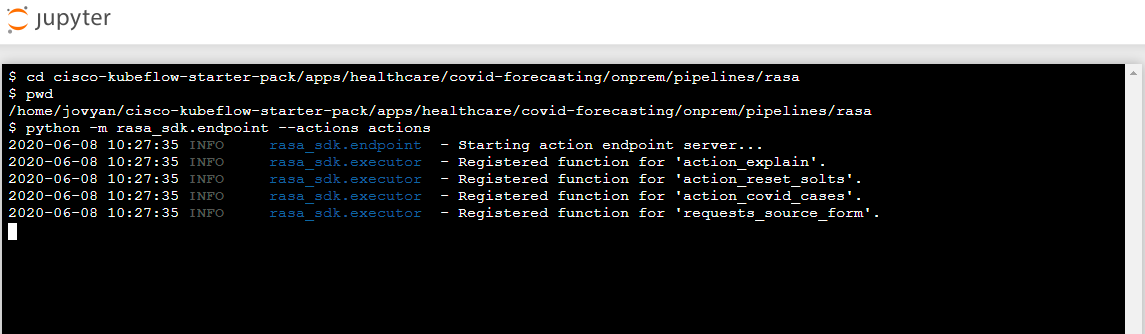 jupyter
$ cd cisco-kubeflow-starter-pack/apps/healthcare/covid-forecasting/onprem/pipelines/rasa
$ pwd
/home/jovyan/cisco-kubeflow-starter-pack/apps/healthcare/covid-forecasting/onprem/pipelines/rasa
$ python -m rasa_sdk.endpoint --actions actions
2020-06-08 10:27:35 INFO     rasa_sdk.endpoint  - Starting action endpoint server...
2020-06-08 10:27:35 INFO     rasa_sdk.executor  - Registered function for 'action_explain'.
2020-06-08 10:27:35 INFO     rasa_sdk.executor  - Registered function for 'action_reset_solts'.
2020-06-08 10:27:35 INFO     rasa_sdk.executor  - Registered function for 'action_covid_cases'.
2020-06-08 10:27:35 INFO     rasa_sdk.executor  - Registered function for 'requests_source_form'.